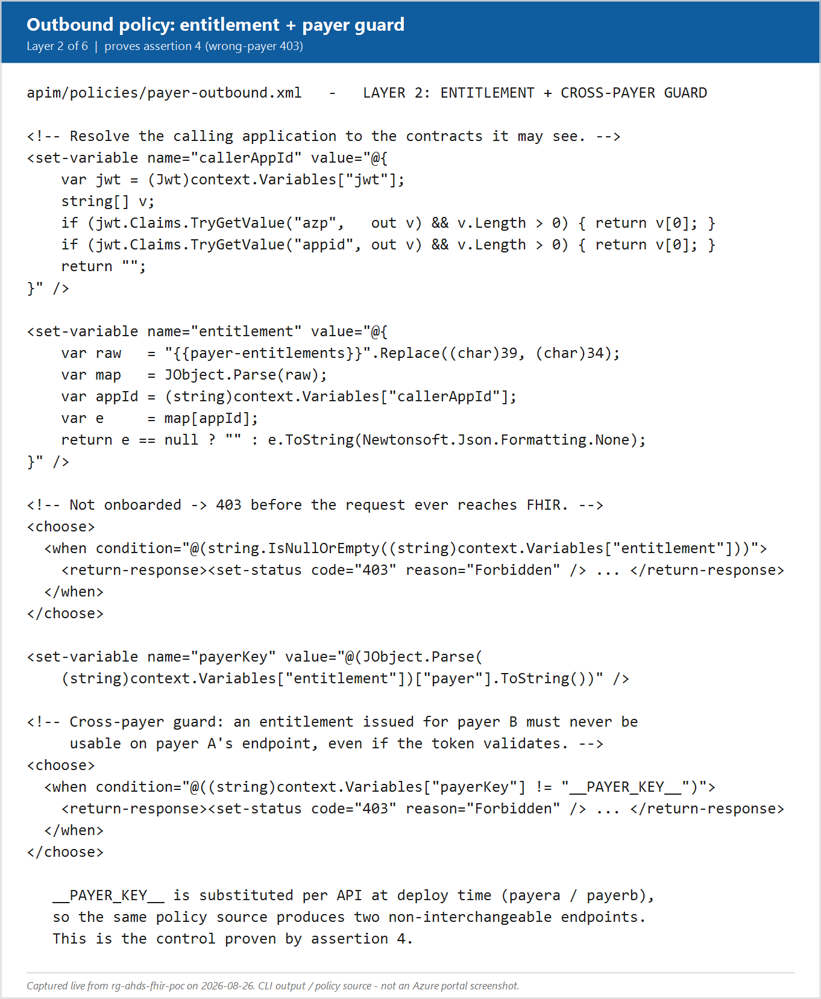 Outbound policy: entitlement + payer guard
Layer 2 of 6 | proves assertion 4 (wrong-payer 403)
apim/policies/payer-outbound.xml   -   LAYER 2: ENTITLEMENT + CROSS-PAYER GUARD
<!-- Resolve the calling application to the contracts it may see. -->
<set-variable name="callerAppId" value="@{
    var jwt = (Jwt)context.Variables["jwt"];
    string[] v;
    if (jwt.Claims.TryGetValue("azp",   out v) && v.Length > 0) { return v[0]; }
    if (jwt.Claims.TryGetValue("appid", out v) && v.Length > 0) { return v[0]; }
    return "";
}" />
<set-variable name="entitlement" value="@{
    var raw   = "{{payer-entitlements}}".Replace((char)39, (char)34);
    var map   = JObject.Parse(raw);
    var appId = (string)context.Variables["callerAppId"];
    var e     = map[appId];
    return e == null ? "" : e.ToString(Newtonsoft.Json.Formatting.None);
}" />
<!-- Not onboarded -> 403 before the request ever reaches FHIR. -->
<choose>
  <when condition="@(string.IsNullOrEmpty((string)context.Variables["entitlement"]))">
    <return-response><set-status code="403" reason="Forbidden" /> ... </return-response>
  </when>
</choose>
<set-variable name="payerKey" value="@(JObject.Parse(
    (string)context.Variables["entitlement"])["payer"].ToString())" />
<!-- Cross-payer guard: an entitlement issued for payer B must never be
     usable on payer A's endpoint, even if the token validates. -->
<choose>
  <when condition="@((string)context.Variables["payerKey"] != "__PAYER_KEY__")">
    <return-response><set-status code="403" reason="Forbidden" /> ... </return-response>
  </when>
</choose>
   __PAYER_KEY__ is substituted per API at deploy time (payera / payerb),
   so the same policy source produces two non-interchangeable endpoints.
   This is the control proven by assertion 4.
Captured live from rg-ahds-fhir-poc on 2026-08-26. CLI output / policy source - not an Azure portal screenshot.